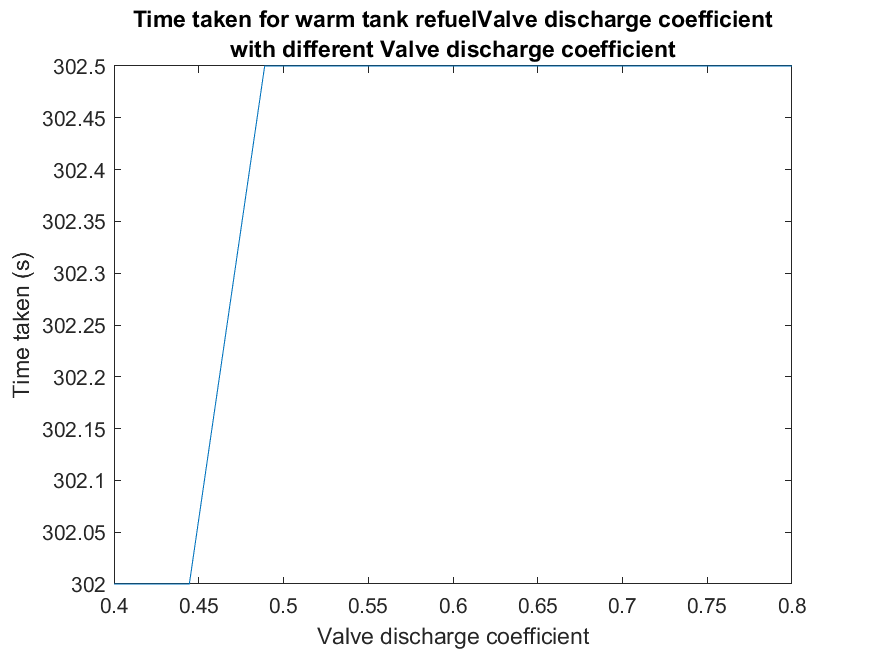 Time taken for warm tank refuelValve discharge coefficient
with different Valve discharge coefficient
302.5
302.45
302.4
302.35
302.3
302.25
302.2
302.15
302.1
302.05
302
Time taken (s)
0.4 0.45 0.5 0.55 0.6 0.65 0.7 0.75 0.8
Valve discharge coefficient